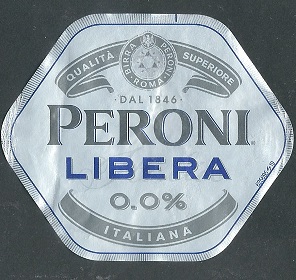 QUALITÀ SUPERIORE
BIRRA PERONI
ROMA
· DAL 1846 ·
PERONI
LIBERA
0.0%
ITALIANA